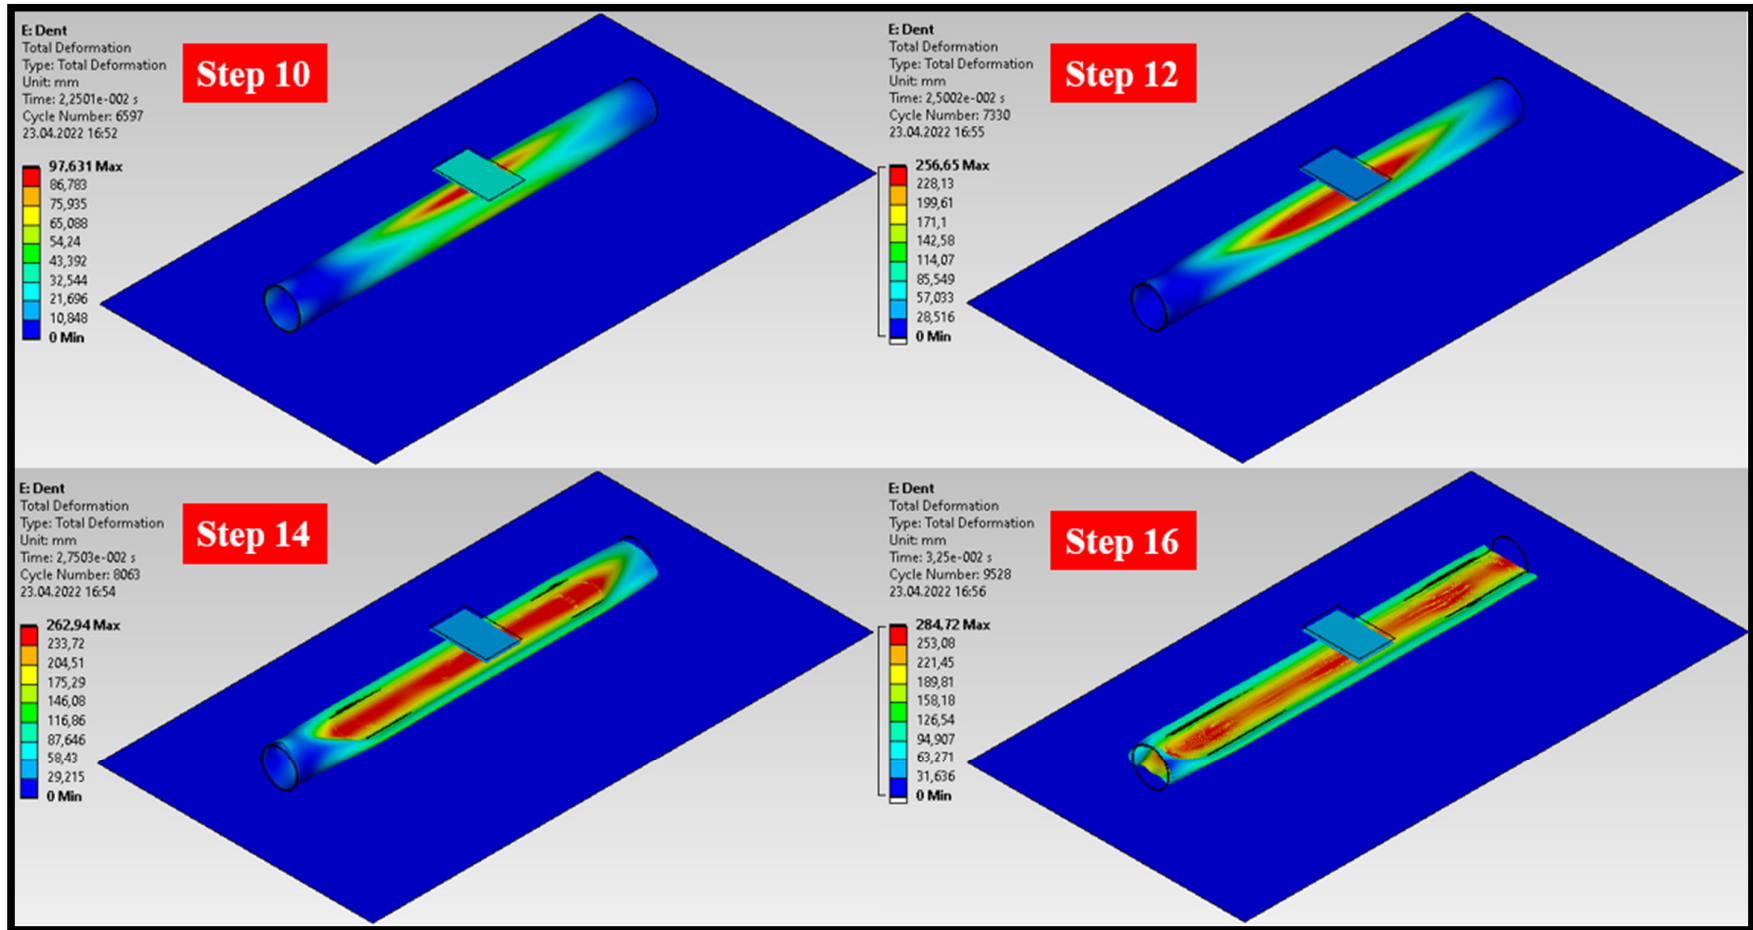 E: Dent
Total Deformation
Type: Total Deformation
Unit: mm
Time: 2,2501e-002 s
Cycle Number: 6597
23.04.2022 16:52
Step 10
97,631 Max
86,783
75,935
65,088
54,24
43,392
32,544
21,696
10,848
0 Min
E: Dent
Total Deformation
Type: Total Deformation
Unit: mm
Time: 2,5002e-002 s
Cycle Number: 7330
23.04.2022 16:55
Step 12
256,65 Max
228,13
199,61
171,1
142,58
114,07
85,549
57,033
28,516
0 Min
E: Dent
Total Deformation
Type: Total Deformation
Unit: mm
Time: 2,7503e-002 s
Cycle Number: 8063
23.04.2022 16:54
Step 14
262,94 Max
233,72
204,51
175,29
146,08
116,86
87,646
58,43
29,215
0 Min
E: Dent
Total Deformation
Type: Total Deformation
Unit: mm
Time: 3,25e-002 s
Cycle Number: 9528
23.04.2022 16:56
Step 16
284,72 Max
253,08
221,45
189,81
158,18
126,54
94,907
63,271
31,636
0 Min